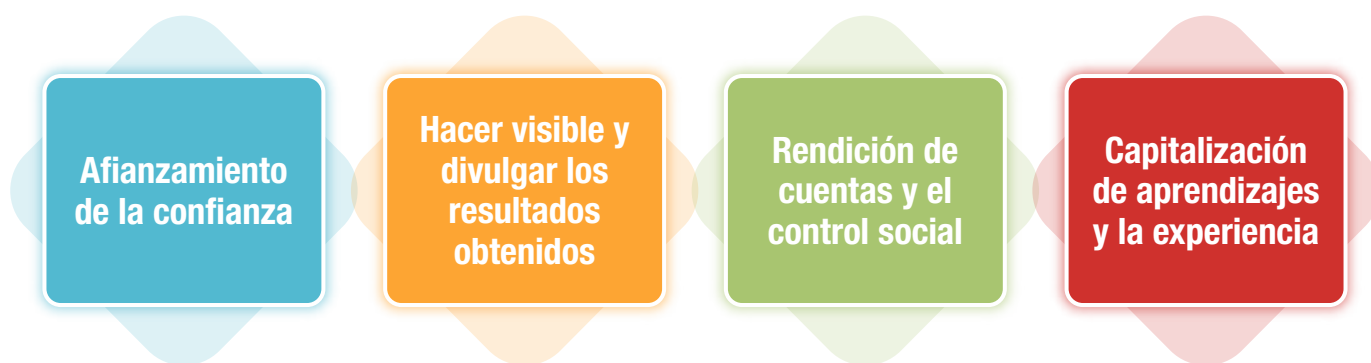 Afianzamiento
de la confianza
Hacer visible y
divulgar los
resultados
obtenidos
Rendición de
cuentas y el
control social
Capitalización
de aprendizajes
y la experiencia